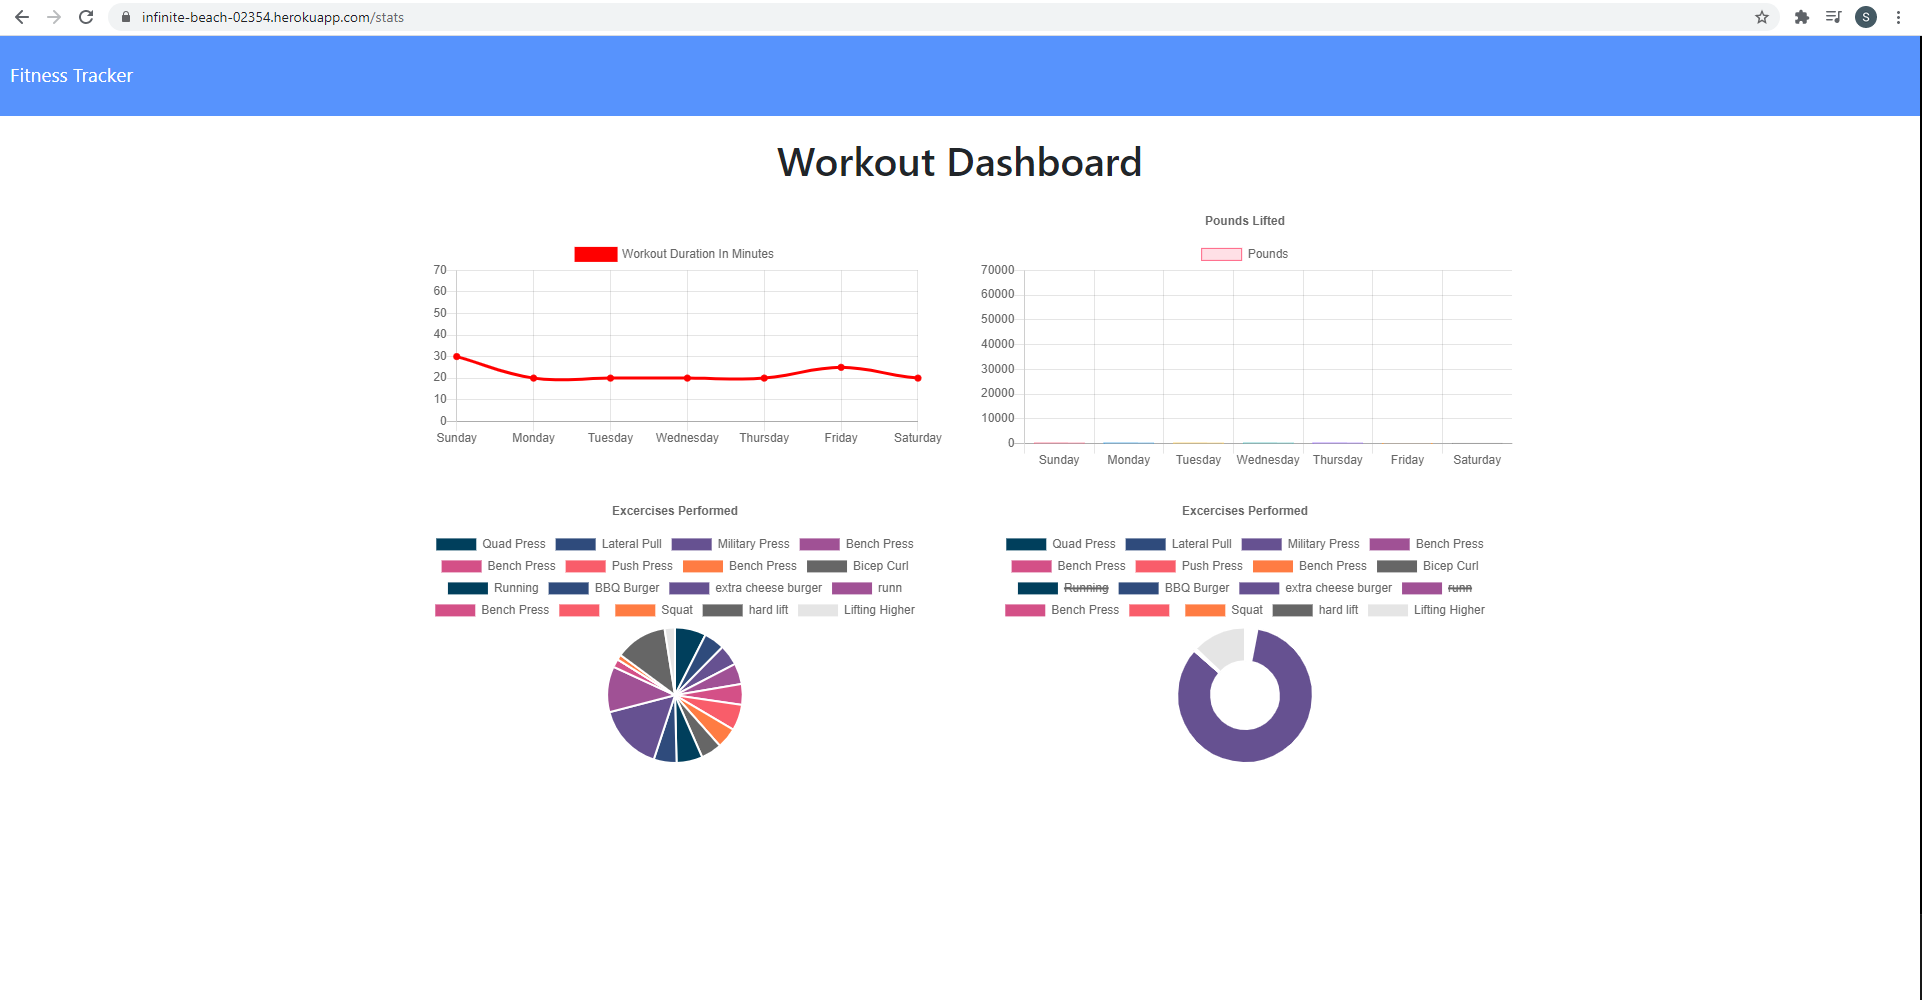 infinite-beach-02354.herokuapp.com/stats
S
Fitness Tracker
Workout Dashboard
Workout Duration In Minutes
70
60
50
40
30
20
10
0
Sunday Monday Tuesday Wednesday Thursday Friday Saturday
Pounds Lifted
Pounds
70000
60000
50000
40000
30000
20000
10000
0
Sunday Monday Tuesday Wednesday Thursday Friday Saturday
Excercises Performed
Quad Press Lateral Pull Military Press Bench Press
Bench Press Push Press Bench Press Bicep Curl
Running BBQ Burger extra cheese burger runn
Bench Press Squat hard lift Lifting Higher
Excercises Performed
Quad Press Lateral Pull Military Press Bench Press
Bench Press Push Press Bench Press Bicep Curl
Running BBQ Burger extra cheese burger runn
Bench Press Squat hard lift Lifting Higher